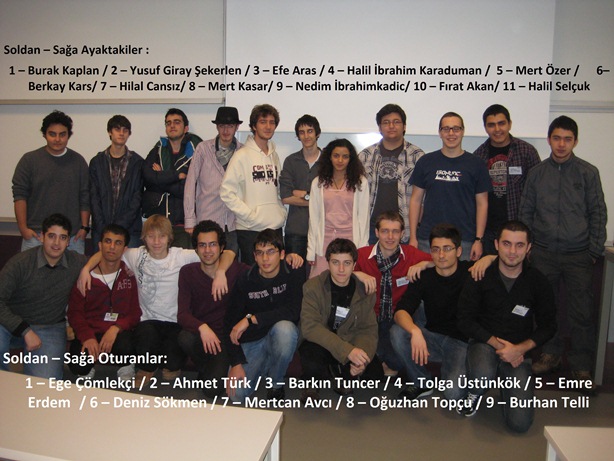 Soldan – Sağa Ayaktakiler :
1 – Burak Kaplan / 2 – Yusuf Giray Şekerlen / 3 – Efe Aras / 4 – Halil İbrahim Karaduman / 5 – Mert Özer / 6–
Berkay Kars/ 7 – Hilal Cansız/ 8 – Mert Kasar/ 9 – Nedim İbrahimkadic/ 10 – Fırat Akan/ 11 – Halil Selçuk
Soldan – Sağa Oturanlar:
1 – Ege Çömlekçi / 2 – Ahmet Türk / 3 – Barkın Tuncer / 4 – Tolga Üstünkök / 5 – Emre
Erdem / 6 – Deniz Sökmen / 7 – Mertcan Avcı / 8 – Oğuzhan Topçu / 9 – Burhan Telli